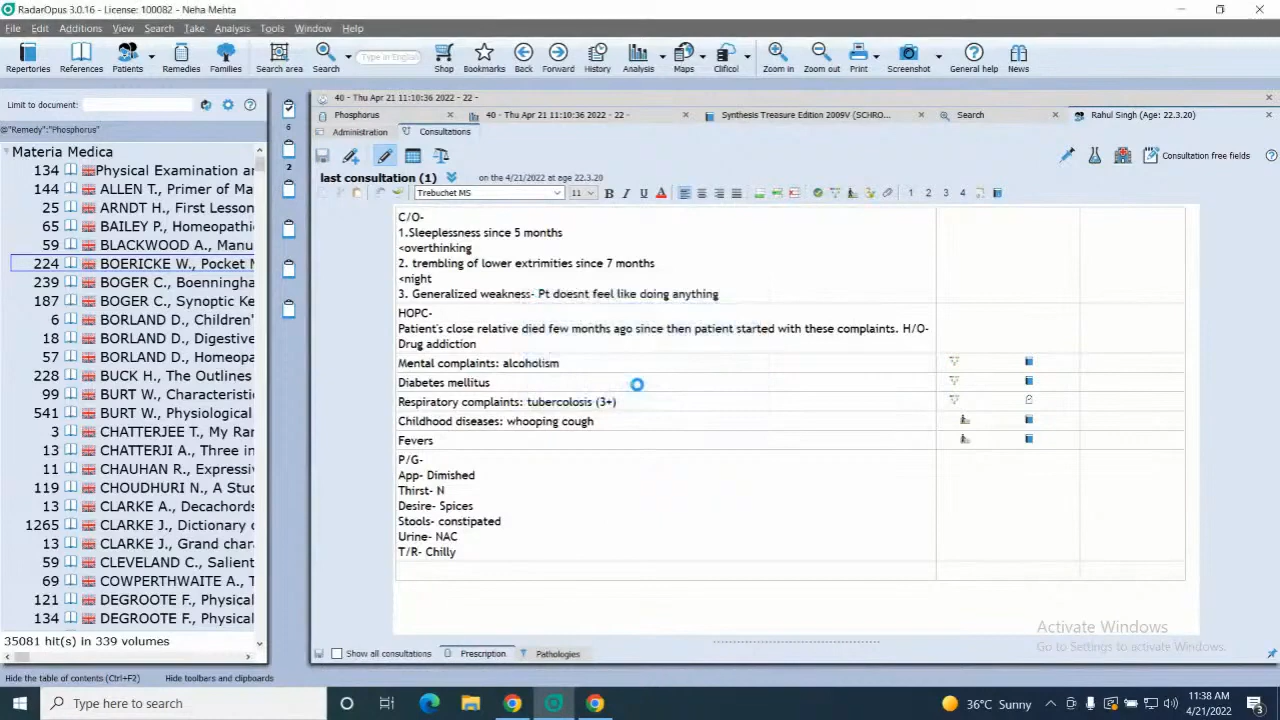 RadarOpus 3.0.16 - License: 100082 - Neha Mehta
File Edit Additions View Search Take Analysis Tools Window Help
Type in English
Repertories References Patients Remedies Families Search area Search Shop Bookmarks Back Forward History Analysis Maps Clificol Zoom in Zoom out Print Screenshot General help News
Limit to document:
@"Remedy":"Phosphorus"
Materia Medica
134 Physical Examination ar
144 ALLEN T., Primer of Ma
25 ARNDT H., First Lesson
65 BAILEY P., Homeopathi
59 BLACKWOOD A., Manu
224 BOERICKE W., Pocket M
239 BOGER C., Boenningha
187 BOGER C., Synoptic Ke
6 BORLAND D., Children'
18 BORLAND D., Digestive
57 BORLAND D., Homeopa
228 BUCK H., The Outlines
99 BURT W., Characteristic
541 BURT W., Physiological
3 CHATTERJEE T., My Rar
13 CHATTERJI A., Three in
11 CHAUHAN R., Expressiv
119 CHOUDHURI N., A Stud
13 CLARKE A., Decachords
1265 CLARKE J., Dictionary o
13 CLARKE J., Grand char
59 CLEVELAND C., Salient
69 COWPERTHWAITE A., T
121 DEGROOTE F., Physical
134 DEGROOTE F., Physical
35081 hit(s) in 339 volumes
Hide the table of contents (Ctrl+F2) Hide toolbars and clipboards
6
2
40 - Thu Apr 21 11:10:36 2022 - 22 -
Phosphorus 40 - Thu Apr 21 11:10:36 2022 - 22 - Synthesis Treasure Edition 2009V (SCHRO... Search Rahul Singh (Age: 22.3.20)
Administration Consultations
Consultation free fields
last consultation (1) on the 4/21/2022 at age 22.3.20
Trebuchet MS 11 B I U A 1 2 3 4
C/O-
1.Sleeplessness since 5 months
<overthinking
2. trembling of lower extrimities since 7 months
<night
3. Generalized weakness- Pt doesnt feel like doing anything
HOPC-
Patient's close relative died few months ago since then patient started with these complaints. H/O-
Drug addiction
Mental complaints: alcoholism
Diabetes mellitus
Respiratory complaints: tubercolosis (3+)
Childhood diseases: whooping cough
Fevers
P/G-
App- Dimished
Thirst- N
Desire- Spices
Stools- constipated
Urine- NAC
T/R- Chilly
Activate Windows
Go to Settings to activate Windows.
Show all consultations Prescription Pathologies
Type here to search
36°C Sunny
11:38 AM
4/21/2022
3